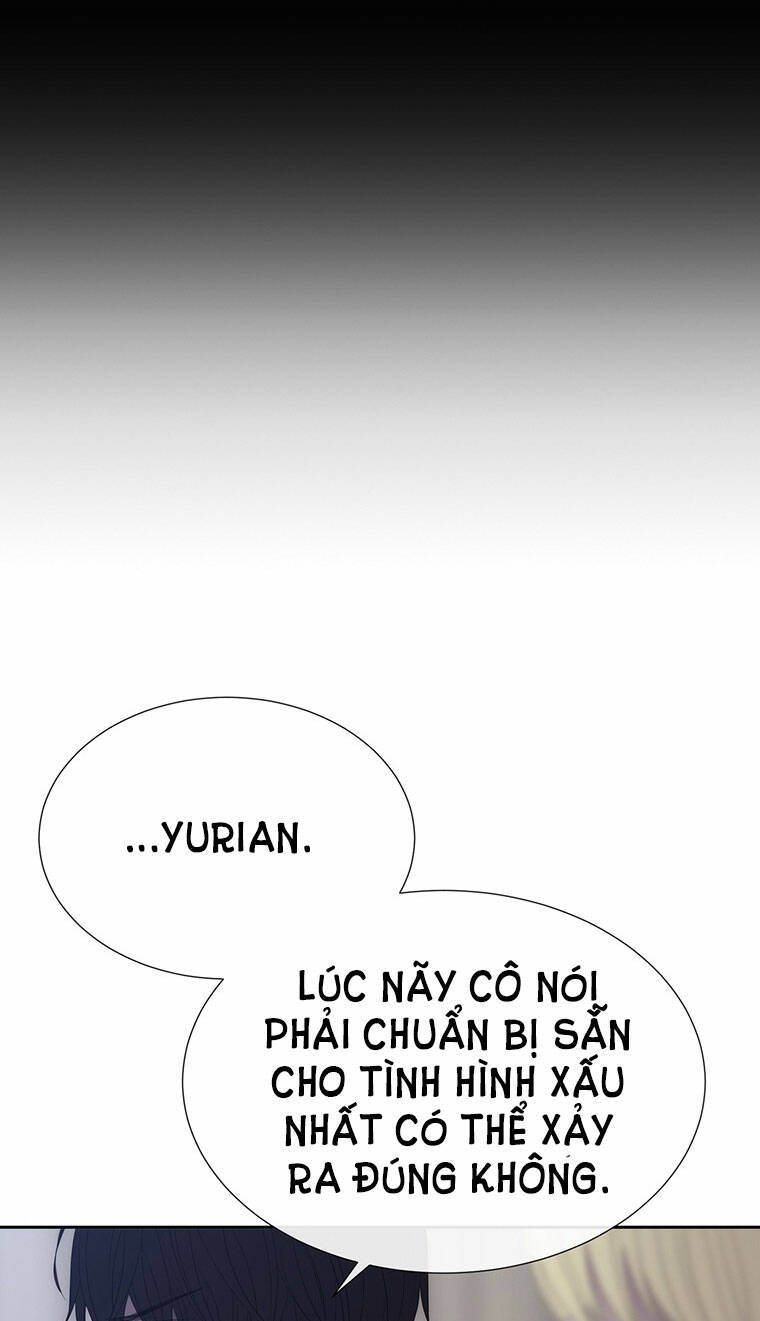 ...YURIAN.
LÚC NÃY CÔ NÓI
PHẢI CHUẨN BỊ SẴN
CHO TÌNH HÌNH XẤU
NHẤT CÓ THỂ XẢY
RA ĐÚNG KHÔNG.